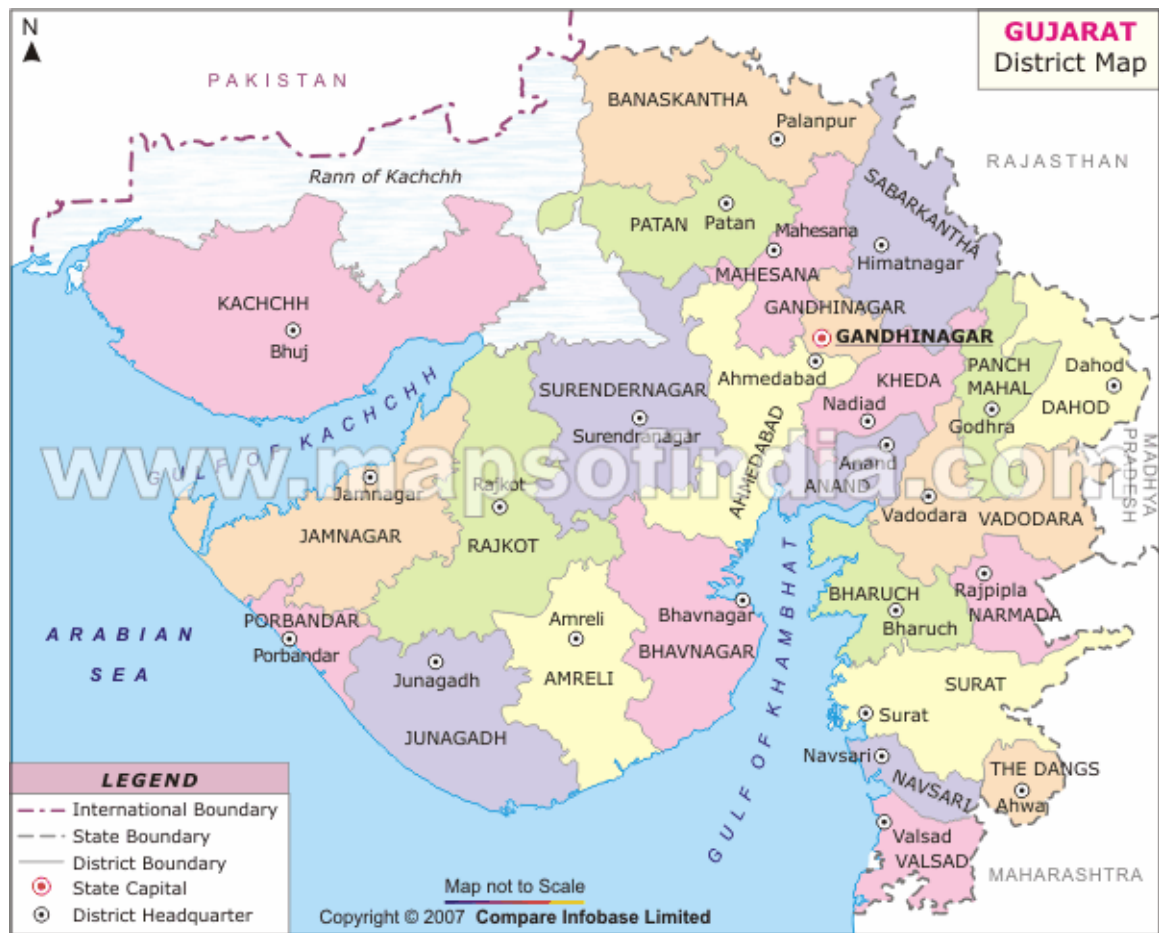 N
GUJARAT
District Map
PAKISTAN
BANASKANTHA
Palanpur
RAJASTHAN
Rann of Kachchh
SABARKANTHA
PATAN
Patan
Mahesana
Himatnagar
MAHESANA
KACHCHH
GANDHINAGAR
Bhuj
GANDHINAGAR
PANCH
MAHAL
Dahod
Ahmedabad
KHEDA
DAHOD
SURENDERNAGAR
Nadiad
Godhra
GULF OF KACHCHH
Surendranagar
AHMEDABAD
Anand
MADHYA
PRADESH
www.mapsofindia.com
Jamnagar
Rajkot
ANAND
Vadodara
VADODARA
JAMNAGAR
RAJKOT
Rajpipla
BHARUCH
NARMADA
Bhavnagar
Bharuch
PORBANDAR
Amreli
ARABIAN
SEA
Porbandar
BHAVNAGAR
GULF OF KHAMBHAT
Junagadh
AMRELI
SURAT
Surat
JUNAGADH
Navsari
NAVSARI
THE DANGS
Ahwa
Valsad
VALSAD
MAHARASHTRA
LEGEND
International Boundary
State Boundary
District Boundary
State Capital
District Headquarter
Map not to Scale
Copyright © 2007 Compare Infobase Limited